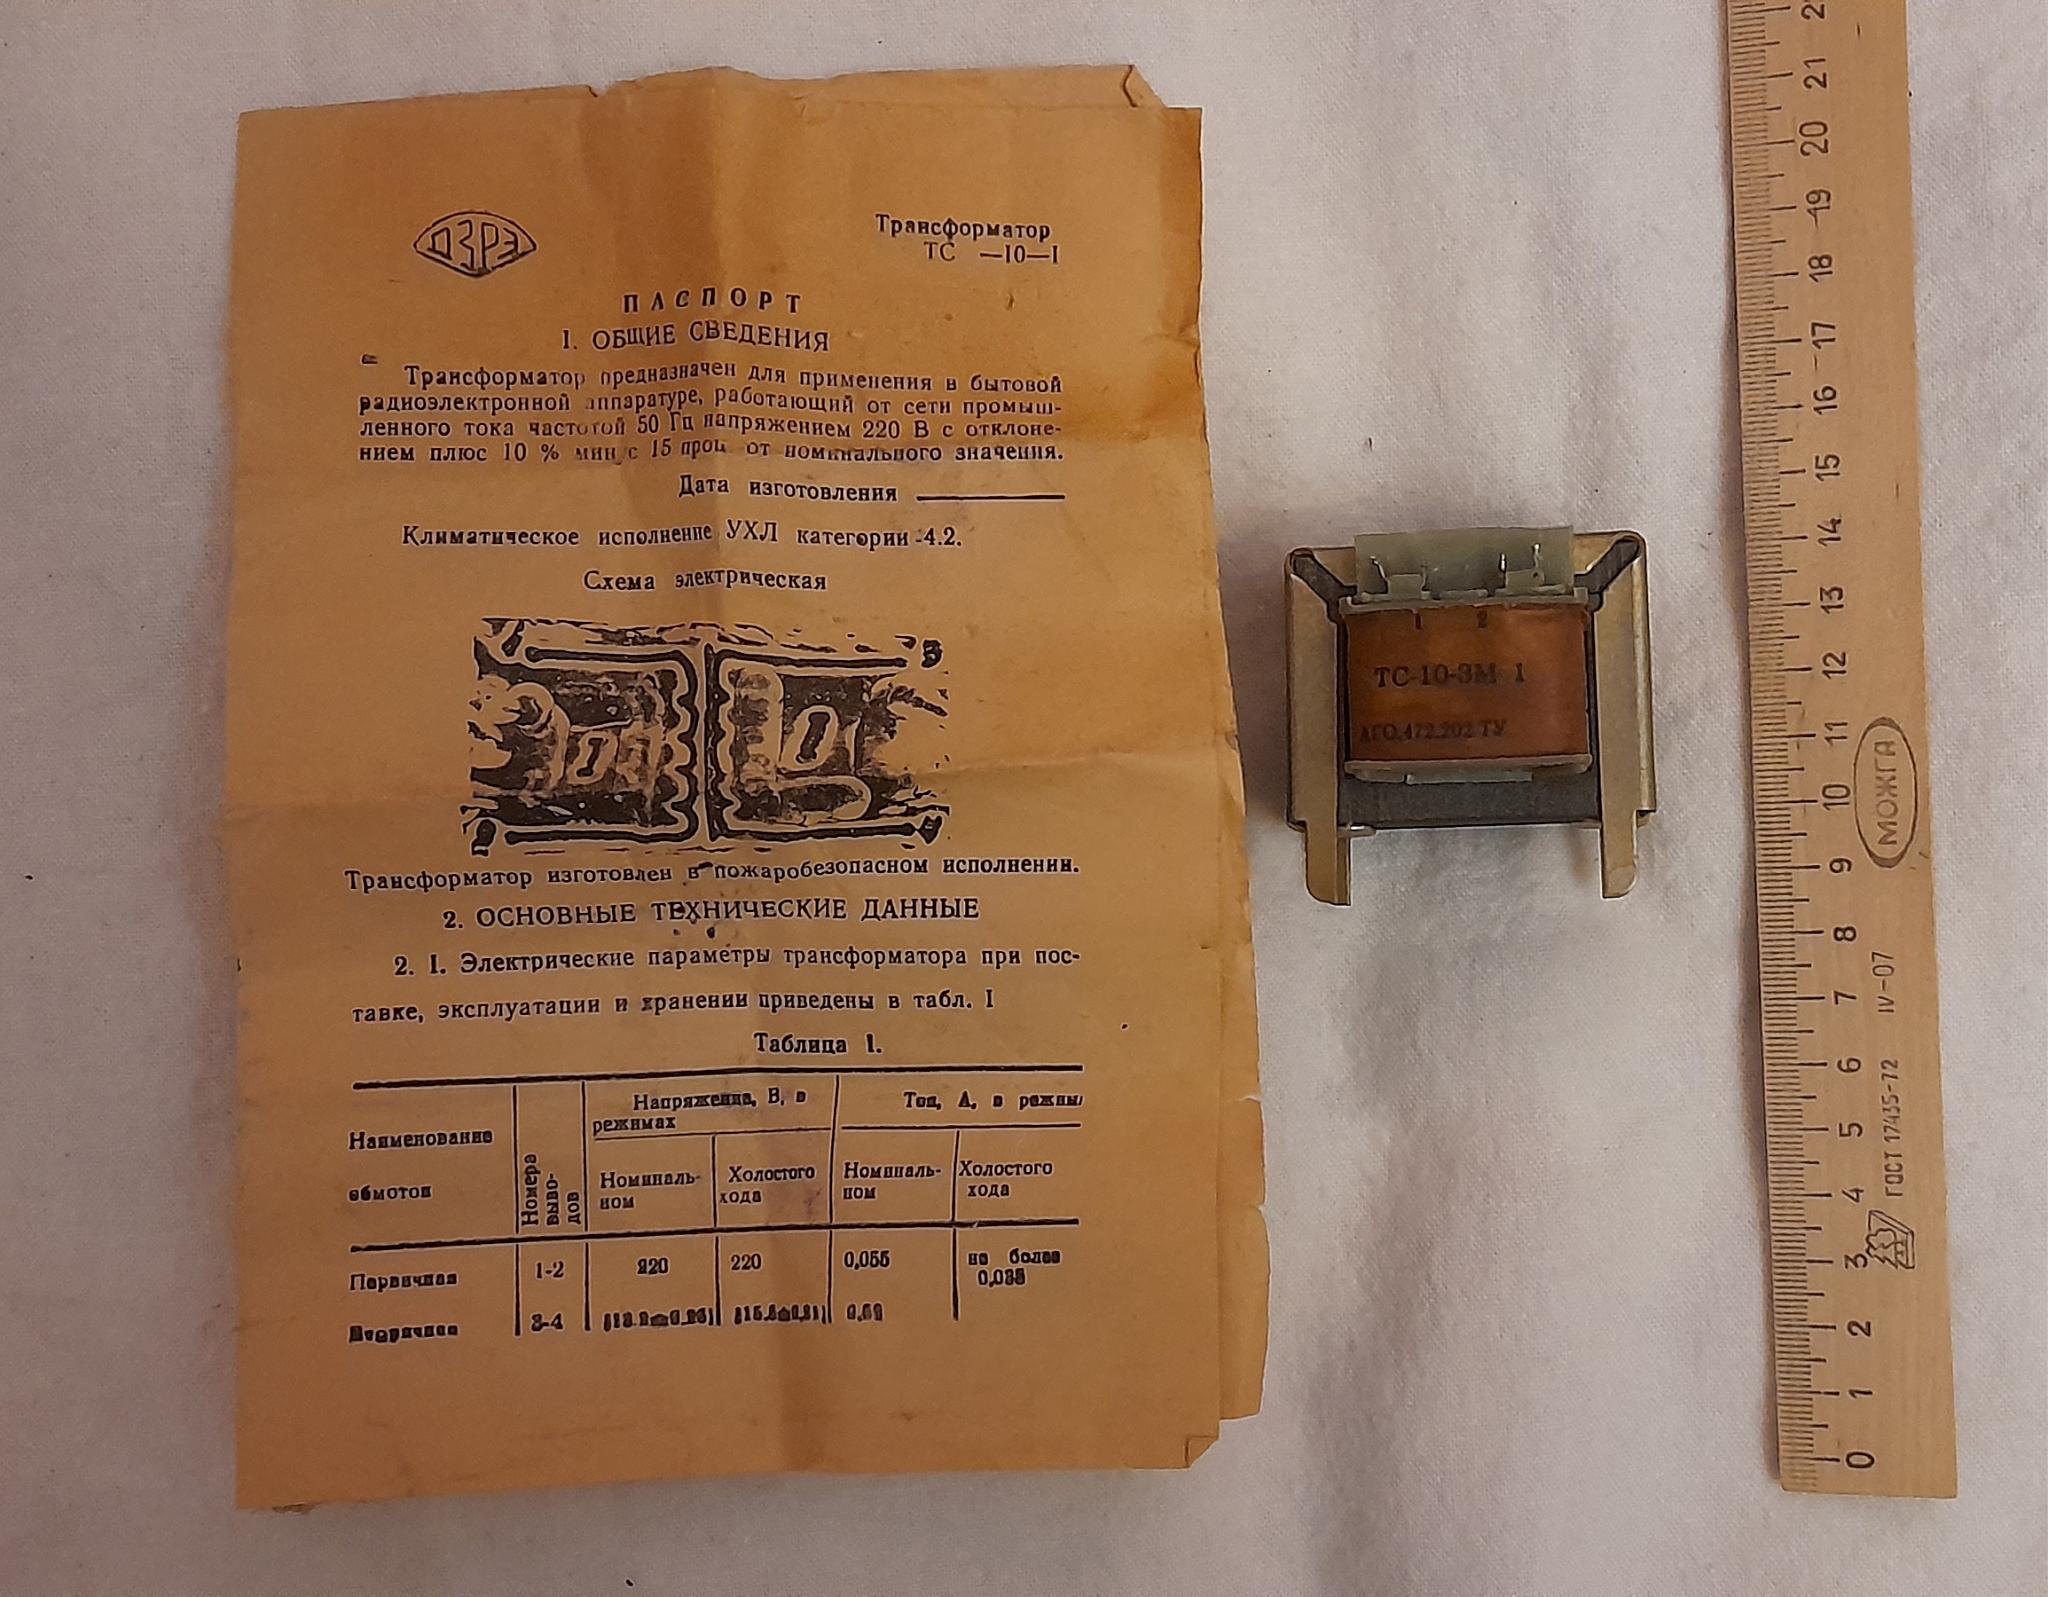 ОЗРЭ
Трансформатор
ТС —10—1
ПАСПОРТ
1. ОБЩИЕ СВЕДЕНИЯ
Трансформатор предназначен для применения в бытовой
радиоэлектронной аппаратуре, работающий от сети промыш-
ленного тока частотой 50 Гц напряжением 220 В с отклоне-
нием плюс 10 % минус 15 проц от номинального значения.
Дата изготовления
Климатическое исполнение УХЛ категории 4.2.
Схема электрическая
3
Трансформатор изготовлен в пожаробезопасном исполнении.
2. ОСНОВНЫЕ ТЕХНИЧЕСКИЕ ДАННЫЕ
2. 1. Электрические параметры трансформатора при пос-
тавке, эксплуатации и хранении приведены в табл. 1
Таблица 1.
Наименование обмоток
Номера выво-дов
Напряжение, В, в режимах
Ток, А, в режим
Номиналь-ном
Холостого хода
Номиналь-ном
Холостого хода
Первичная 1-2 220 220 0,055 не более 0,035
Вторичная 3-4
1 2
ТС-10-3М 1
АГО.472.202 ТУ
21
20
19
18
17
16
15
14
13
12
11
10
9
8
7
6
5
4
3
2
1
0
МОЖГА
ГОСТ 17435-72 IV-07